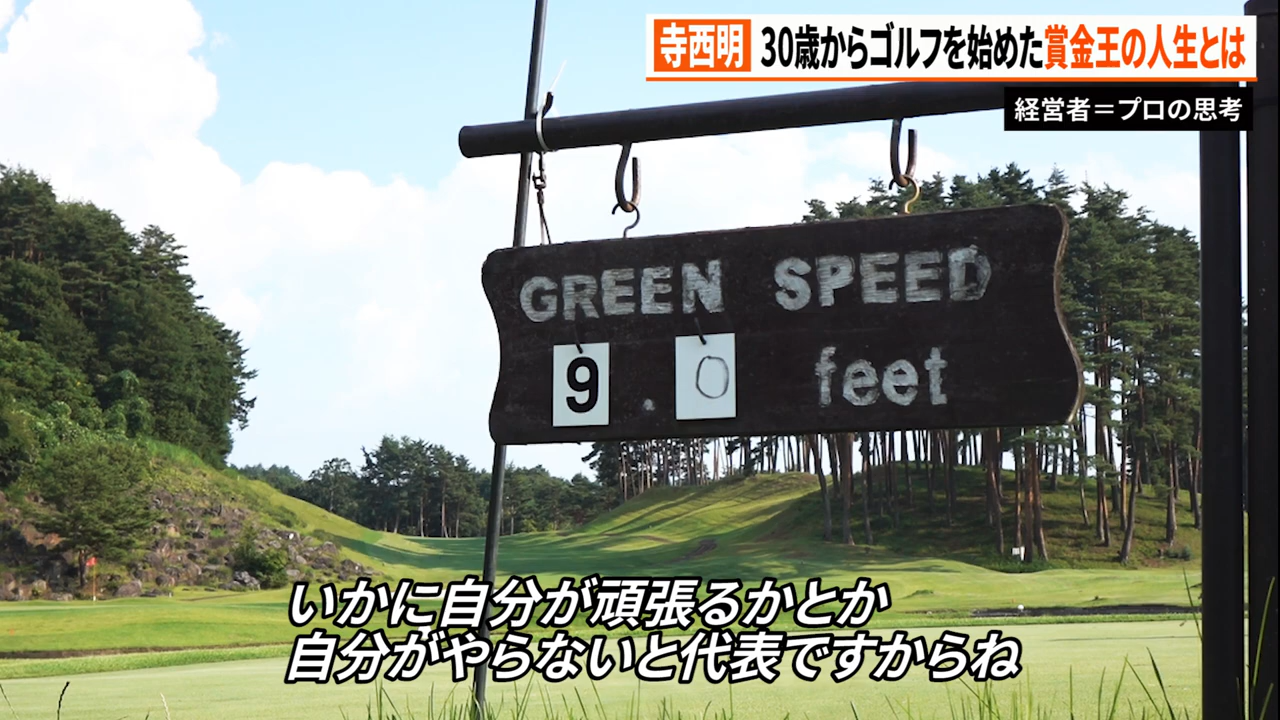 寺西明 30歳からゴルフを始めた賞金王の人生とは
経営者＝プロの思考
GREEN SPEED
9.0 feet
いかに自分が頑張るかとか
自分がやらないと代表ですからね